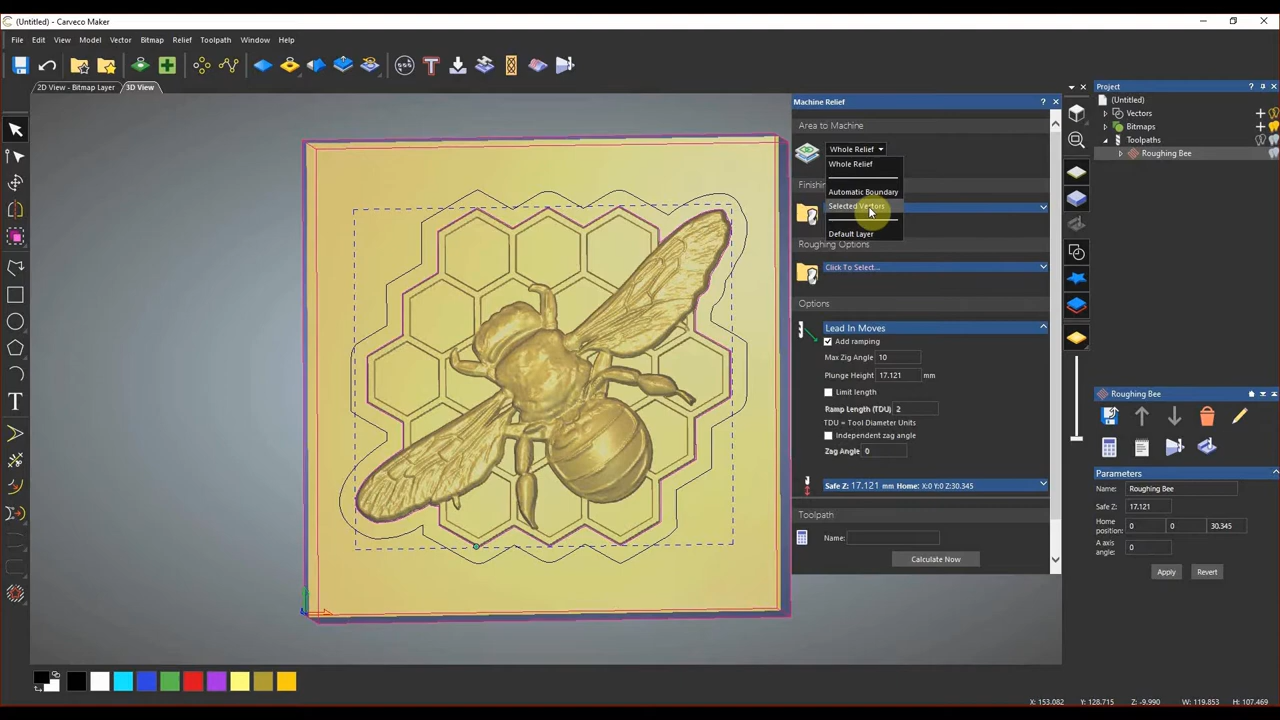 (Untitled) - Carveco Maker
File Edit View Model Vector Bitmap Relief Toolpath Window Help
2D View - Bitmap Layer 3D View
Machine Relief
Area to Machine
Whole Relief
Whole Relief
Automatic Boundary
Selected Vectors
Default Layer
Finishing
Roughing Options
Click To Select...
Options
Lead In Moves
Add ramping
Max Zig Angle 10
Plunge Height 17.121 mm
Limit length
Ramp Length (TDU) 2
TDU = Tool Diameter Units
Independent zag angle
Zag Angle 0
Safe Z: 17.121 mm Home: X:0 Y:0 Z:30.345
Toolpath
Name:
Calculate Now
Project
(Untitled)
Vectors
Bitmaps
Toolpaths
Roughing Bee
Roughing Bee
Parameters
Name: Roughing Bee
Safe Z: 17.121
Home position: 0 0 30.345
A axis angle: 0
Apply Revert
X: 153.082 Y: 128.715 Z: -9.990 W: 119.853 H: 107.469